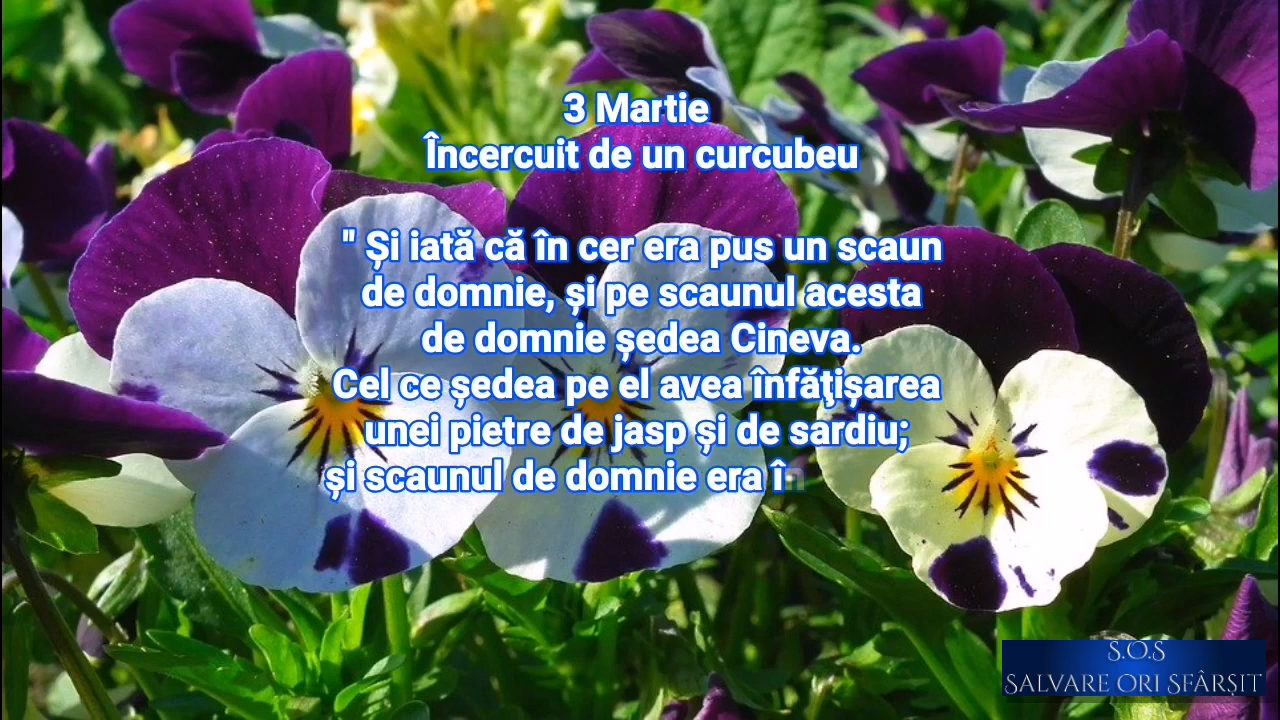 3 Martie
Încercuit de un curcubeu
" Și iată că în cer era pus un scaun
de domnie, și pe scaunul acesta
de domnie ședea Cineva.
Cel ce ședea pe el avea înfăţișarea
unei pietre de jasp și de sardiu;
și scaunul de domnie era în
S.O.S
Salvare ori Sfârșit